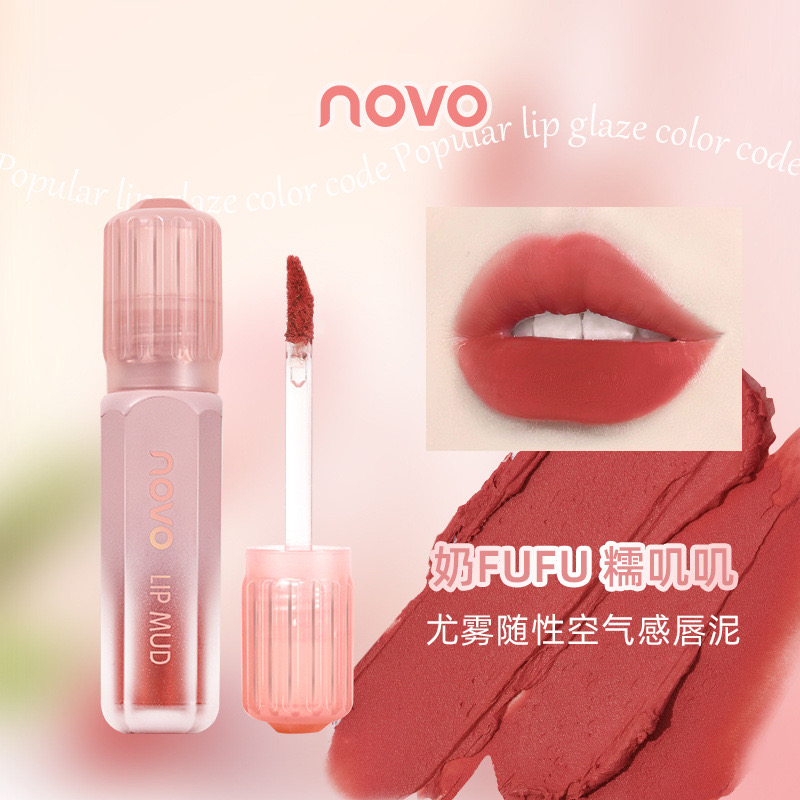 novo
Popular lip glaze color code Popular lip glaze color code
novo LIP MUD
奶FUFU 糯叽叽
尤雾随性空气感唇泥